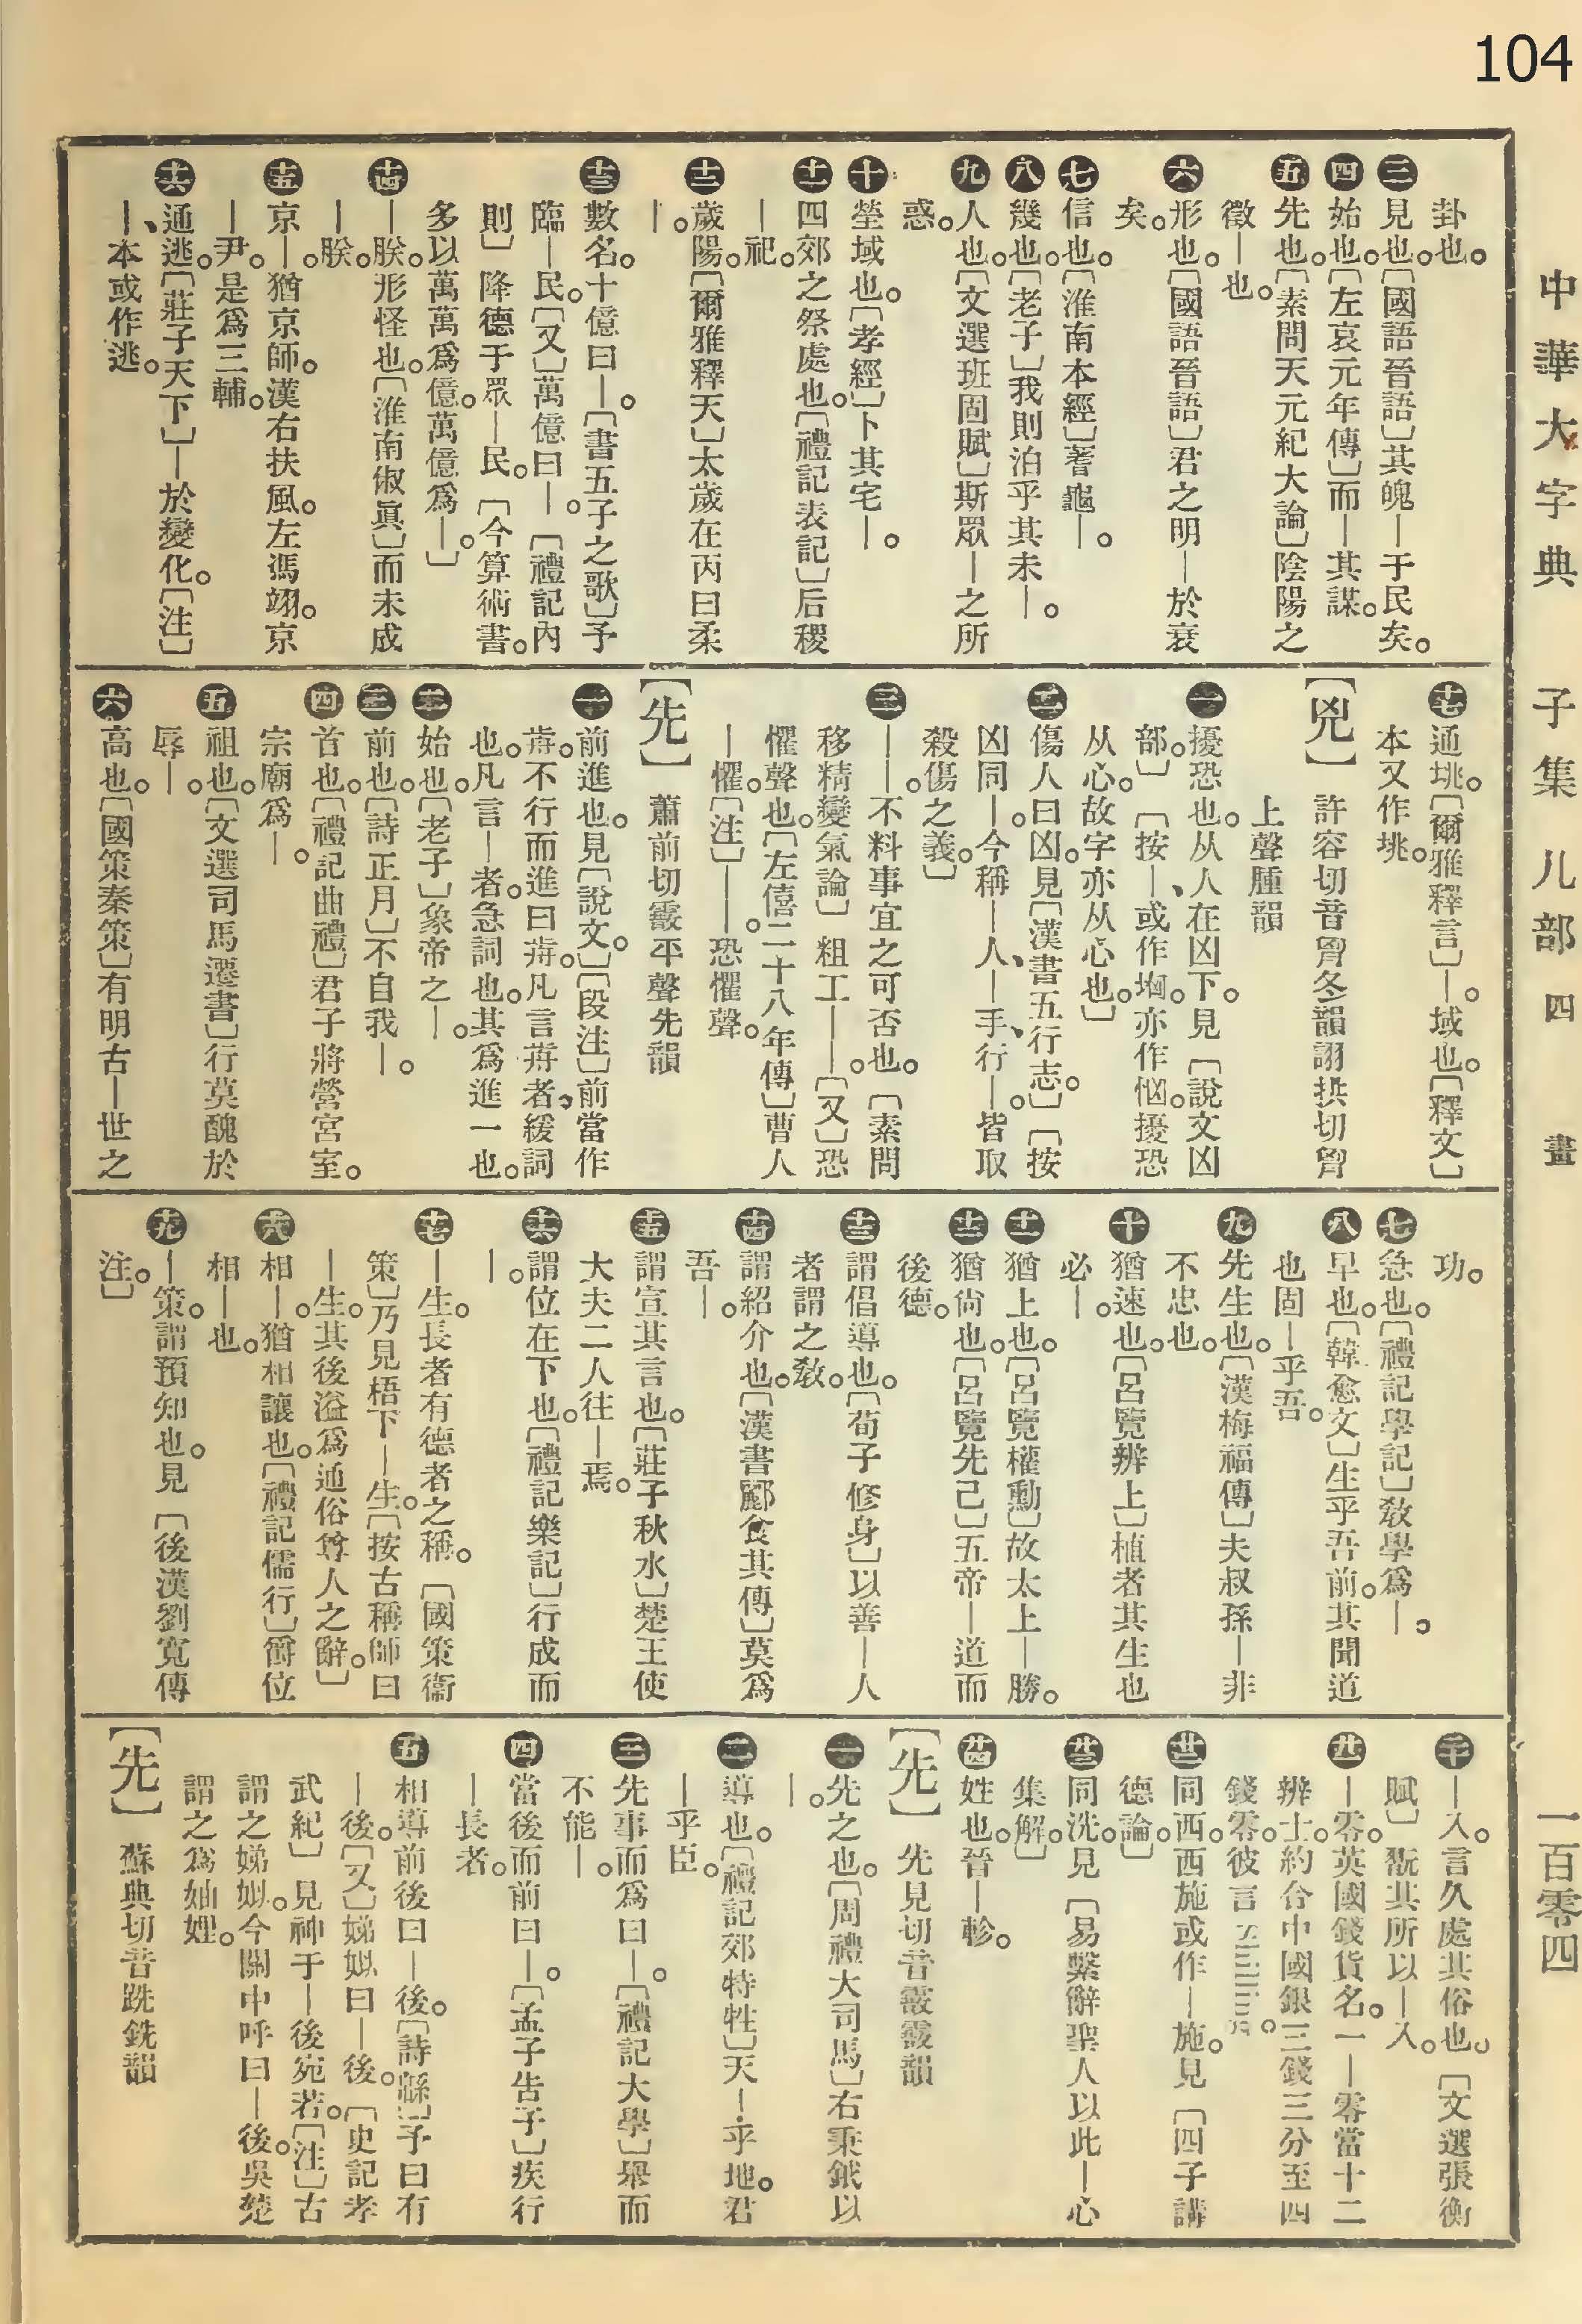 104
中華大字典　子集　儿部　四畫　一百零四
卦也。
㊂見也。〔國語晉語〕其魄｜于民矣。
㊃始也。〔左哀元年傳〕而｜其謀。
㊄先也。〔素問天元紀大論〕陰陽之
徵｜也。
㊅形也。〔國語晉語〕君之明｜於衰
矣。
㊆信也。〔淮南本經〕蓍龜｜。
㊇幾也。〔老子〕我則泊乎其未｜。
㊈人也。〔文選班固賦〕斯眾｜之所
惑。
㊉塋域也。〔孝經〕卜其宅｜。
十一四郊之祭處也。〔禮記表記〕后稷
｜祀。
十二歲陽。〔爾雅釋天〕太歲在丙曰柔
｜。
十三數名。十億曰｜。〔書五子之歌〕予
臨｜民。〔又〕萬億曰｜。〔禮記內
則〕降德于眾｜民。〔今算術書。
多以萬萬爲億。萬億爲｜。〕
十四｜朕。形怪也。〔淮南俶眞〕而未成
｜朕。
十五京｜。猶京師。漢右扶風。左馮翊。京
｜尹。是爲三輔。
十六通逃。〔莊子天下〕｜於變化。〔注〕
｜、本或作逃。
十七通垗。〔爾雅釋言〕｜。域也。〔釋文〕
本又作垗。
【兇】許容切音匈冬韻詡拱切匈
上聲腫韻
㊀擾恐也。从人在凶下。見〔說文凶
部。〕〔按｜、或作㘯。亦作恟。擾恐
从心。故字亦从心也。〕
㊁傷人曰凶。見〔漢書五行志。〕〔按
凶同｜。今稱｜人、｜手、行｜。皆取
殺傷之義。〕
㊂｜｜。不料事宜之可否也。〔素問
移精變氣論〕粗工｜｜。〔又〕恐
懼聲也。〔左僖二十八年傳〕曹人
｜懼。〔注〕｜｜。恐懼聲。
【先】蕭前切霰平聲先韻
㊀前進也。見〔說文。〕〔段注〕前當作
歬。不行而進曰歬。凡言歬者、緩詞
也。凡言｜者。急詞也。其爲進一也。
㊁始也。〔老子〕象帝之｜。
㊂前也。〔詩正月〕不自我｜。
㊃首也。〔禮記曲禮〕君子將營宮室。
宗廟爲｜。
㊄祖也。〔文選司馬遷書〕行莫醜於
辱｜。
㊅高也。〔國策秦策〕有明古｜世之
功。
㊆急也。〔禮記學記〕敎學爲｜。
㊇早也。〔韓愈文〕生乎吾前。其聞道
也固｜乎吾。
㊈先生也。〔漢梅福傳〕夫叔孫｜非
不忠也。
㊉猶速也。〔呂覽辨上〕植者其生也
必｜。
十一猶上也。〔呂覽權勳〕故太上｜勝。
十二猶尙也。〔呂覽先己〕五帝｜道而
後德。
十三謂倡導也。〔荀子修身〕以善｜人
者謂之敎。
十四謂紹介也。〔漢書酈食其傳〕莫爲
吾｜。
十五謂宣其言也。〔莊子秋水〕楚王使
大夫二人往｜焉。
十六謂位在下也。〔禮記樂記〕行成而
｜。
十七｜生。長者有德者之稱。〔國策衞
策〕乃見梧下｜生。〔按古稱師曰
｜生。其後溢爲通俗尊人之辭。〕
十八相｜。猶相讓也。〔禮記儒行〕爵位
相｜也。
十九｜策。謂預知也。見〔後漢劉寬傳
注。〕
二十｜人。言久處其俗也。〔文選張衡
賦〕翫其所以｜人。
廿一｜零。英國錢貨名。一｜零當十二
辨士。約合中國銀三錢三分至四
錢零。彼言Shilling。
廿二同西。西施或作｜施。見〔四子講
德論。〕
廿三同洗。見〔易繫辭聖人以此｜心
集解。〕
廿四姓也。晉｜軫。
【先】先見切音霰霰韻
㊀先之也。〔周禮大司馬〕右秉鉞以
｜。
㊁導也。〔禮記郊特牲〕天｜乎地。君
｜乎臣。
㊂先事而爲曰｜。〔禮記大學〕舉而
不能｜。
㊃當後而前曰｜。〔孟子告子〕疾行
｜長者。
㊄相導前後曰｜後。〔詩緜〕予曰有
｜後。〔又〕娣姒曰｜後。〔史記孝
武紀〕見神于｜後宛若。〔注〕古
謂之娣姒。今關中呼曰｜後。吳楚
謂之爲妯娌。
【先】蘇典切音跣銑韻